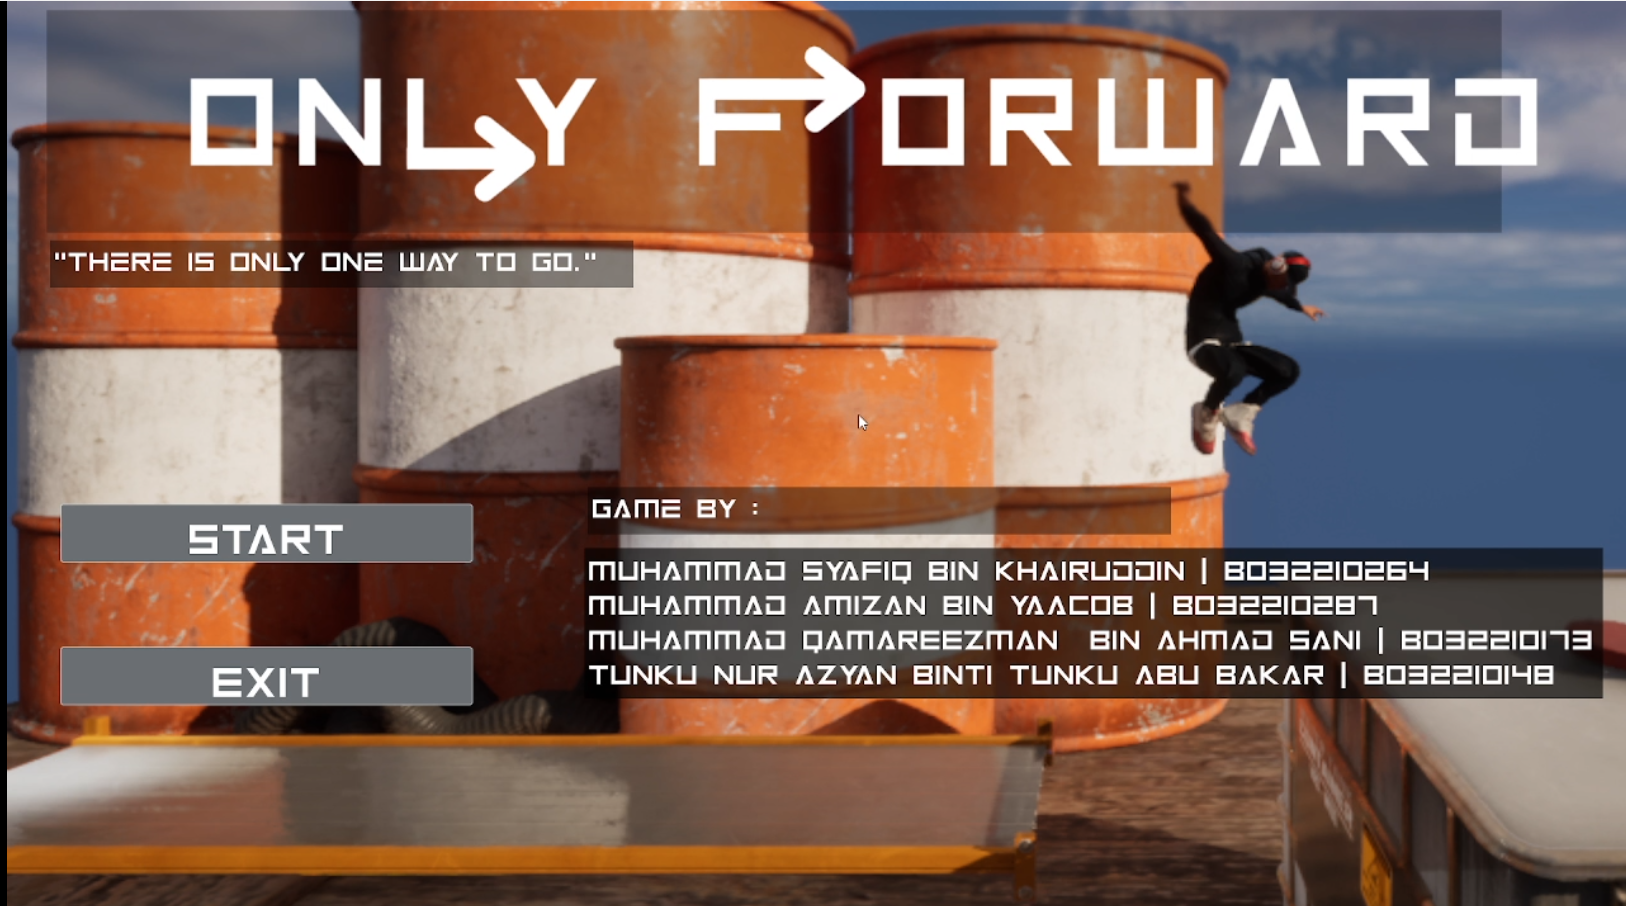 ONLY FORWARD
"THERE IS ONLY ONE WAY TO GO."
START
GAME BY :
MUHAMMAD SYAFIQ BIN KHAIRUDDIN | B032210264
MUHAMMAD AMIZAN BIN YAACOB | B032210287
MUHAMMAD QAMAREEZMAN BIN AHMAD SANI | B032210173
TUNKU NUR AZYAN BINTI TUNKU ABU BAKAR | B032210148
EXIT